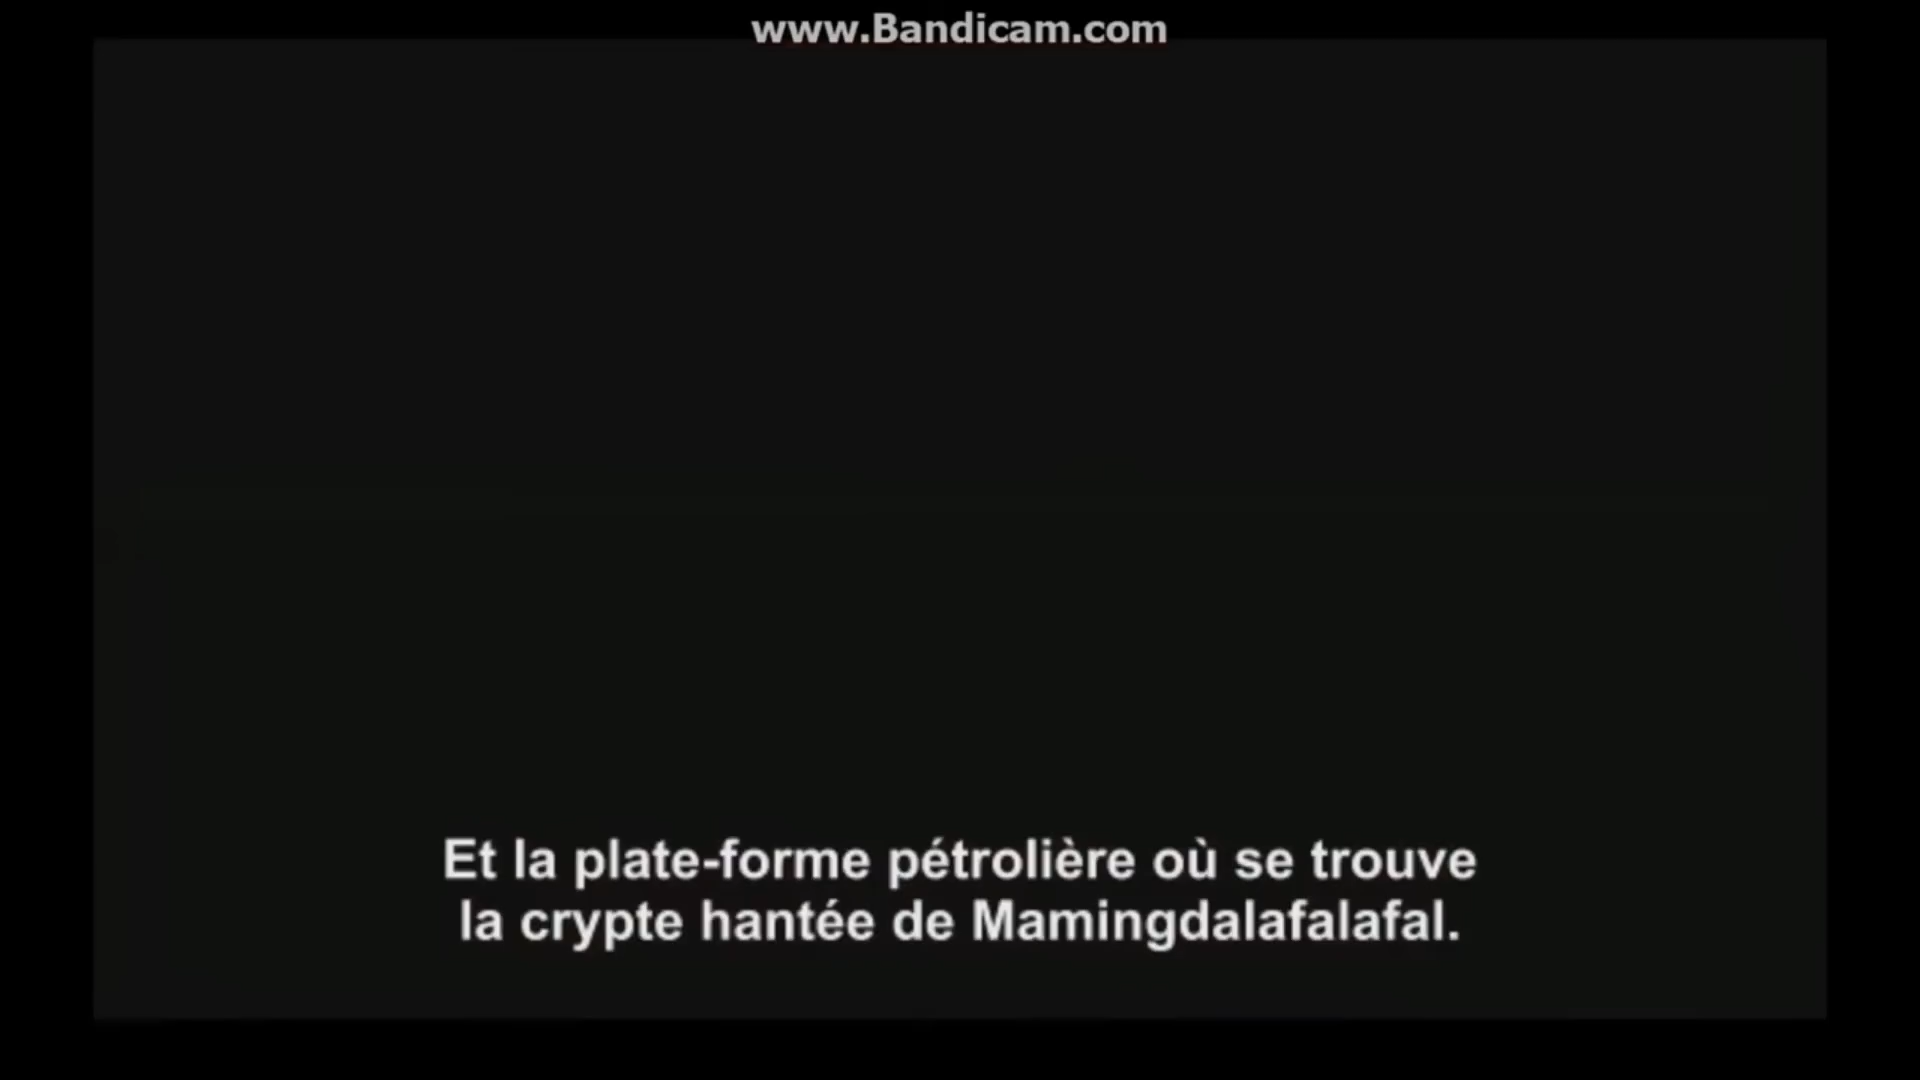 www.Bandicam.com
Et la plate-forme pétrolière où se trouve
la crypte hantée de Mamingdalafalafal.